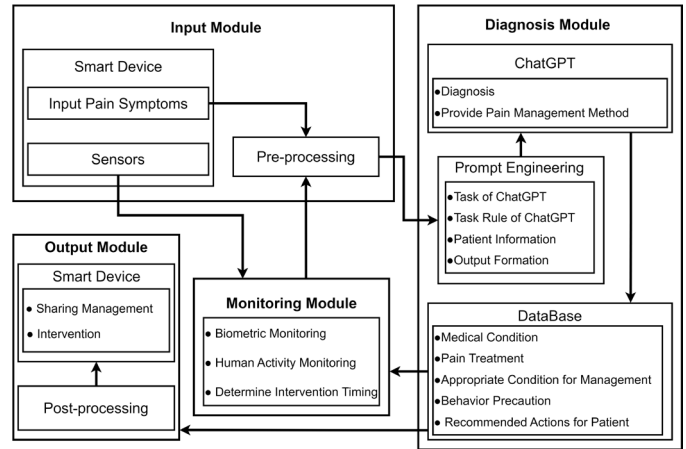 Input Module
Smart Device
Input Pain Symptoms
Sensors
Pre-processing
Diagnosis Module
ChatGPT
●Diagnosis
●Provide Pain Management Method
Prompt Engineering
●Task of ChatGPT
●Task Rule of ChatGPT
●Patient Information
●Output Formation
DataBase
●Medical Condition
●Pain Treatment
●Appropriate Condition for Management
●Behavior Precaution
● Recommended Actions for Patient
Monitoring Module
● Biometric Monitoring
● Human Activity Monitoring
● Determine Intervention Timing
Output Module
Smart Device
● Sharing Management
● Intervention
Post-processing